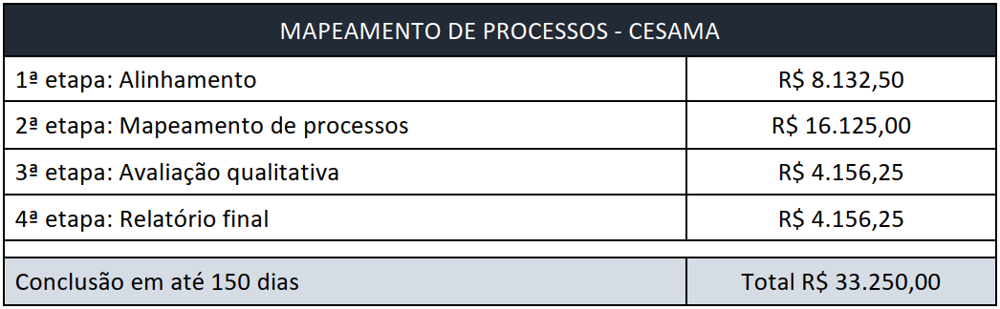 MAPEAMENTO DE PROCESSOS - CESAMA
1ª etapa: Alinhamento R$ 8.132,50
2ª etapa: Mapeamento de processos R$ 16.125,00
3ª etapa: Avaliação qualitativa R$ 4.156,25
4ª etapa: Relatório final R$ 4.156,25
Conclusão em até 150 dias Total R$ 33.250,00